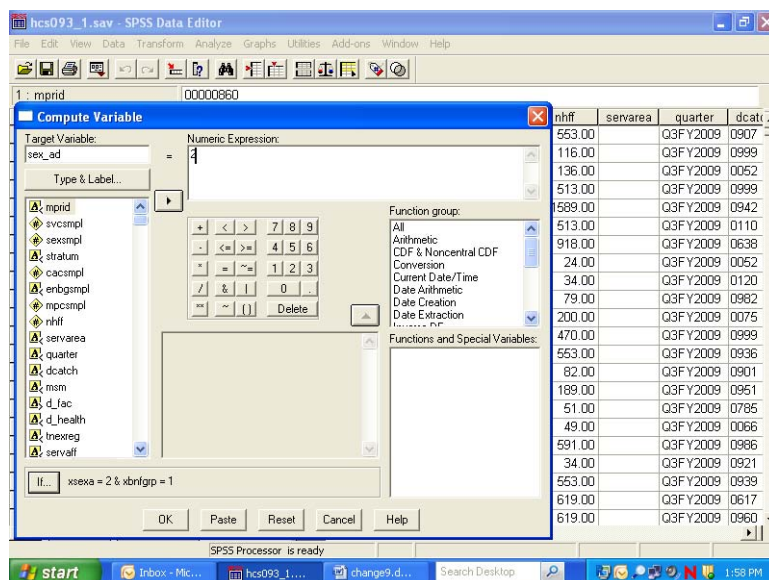 hcs093_1.sav - SPSS Data Editor
File Edit View Data Transform Analyze Graphs Utilities Add-ons Window Help
1 : mprid 00000860
Compute Variable
Target Variable: Numeric Expression:
sex_ad = 2
Type & Label...
mprid
svcsmpl
sexsmpl
stratum
cacsmpl
enbgsmpl
mpcsmpl
nhff
servarea
quarter
dcatch
msm
d_fac
d_health
tnexreg
servaff
+ < > 7 8 9
- <= >= 4 5 6
* = ~= 1 2 3
/ & | 0 .
** ~ () Delete
Function group:
All
Arithmetic
CDF & Noncentral CDF
Conversion
Current Date/Time
Date Arithmetic
Date Creation
Date Extraction
Inverse DF
Functions and Special Variables:
If... xsexa = 2 & xbnfgrp = 1
OK Paste Reset Cancel Help
nhff servarea quarter dcatc
553.00 Q3FY2009 0907
116.00 Q3FY2009 0999
136.00 Q3FY2009 0052
513.00 Q3FY2009 0999
1589.00 Q3FY2009 0942
513.00 Q3FY2009 0110
918.00 Q3FY2009 0638
24.00 Q3FY2009 0052
34.00 Q3FY2009 0120
79.00 Q3FY2009 0982
200.00 Q3FY2009 0075
470.00 Q3FY2009 0999
553.00 Q3FY2009 0936
82.00 Q3FY2009 0901
189.00 Q3FY2009 0951
51.00 Q3FY2009 0785
49.00 Q3FY2009 0066
591.00 Q3FY2009 0986
34.00 Q3FY2009 0921
553.00 Q3FY2009 0939
619.00 Q3FY2009 0617
619.00 Q3FY2009 0960
SPSS Processor is ready
start Inbox - Mic... hcs093_1.... change9.d... Search Desktop 1:58 PM